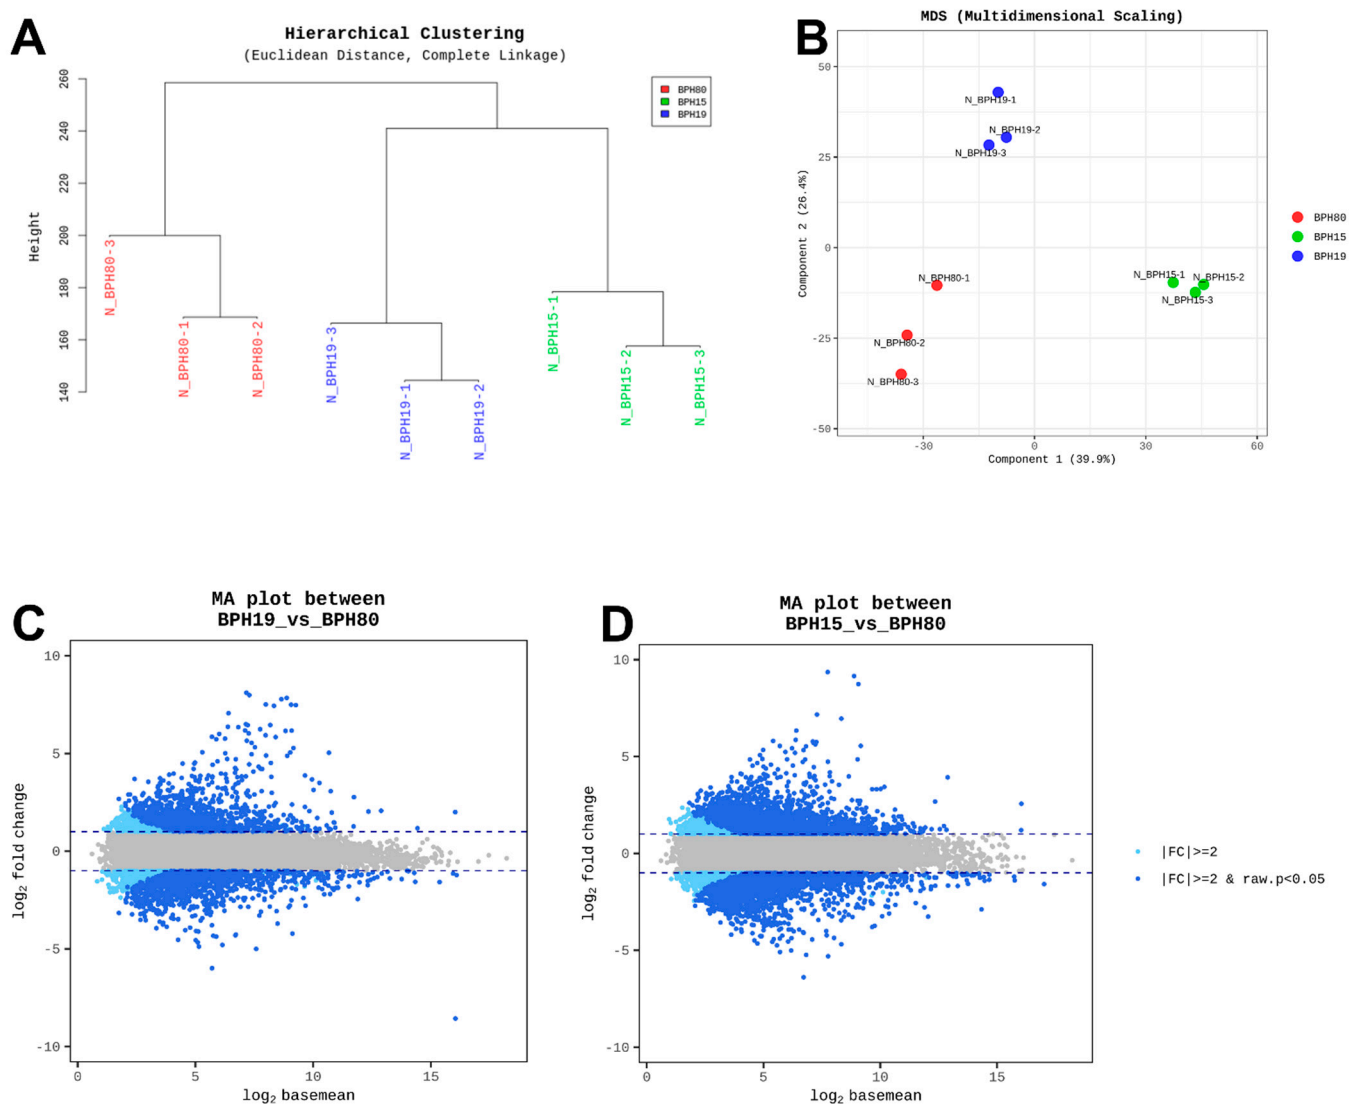 A
Hierarchical Clustering
(Euclidean Distance, Complete Linkage)
Height
260
240
220
200
180
160
140
BPH80
BPH15
BPH19
N_BPH80-3
N_BPH80-1
N_BPH80-2
N_BPH19-3
N_BPH19-1
N_BPH19-2
N_BPH15-1
N_BPH15-2
N_BPH15-3
B
MDS (Multidimensional Scaling)
Component 2 (26.4%)
50
25
0
-25
-50
N_BPH19-1
N_BPH19-2
N_BPH19-3
N_BPH80-1
N_BPH15-1
N_BPH15-2
N_BPH15-3
N_BPH80-2
N_BPH80-3
-30
0
30
60
Component 1 (39.9%)
BPH80
BPH15
BPH19
C
MA plot between
BPH19_vs_BPH80
log2 fold change
10
5
0
-5
-10
0
5
10
15
log2 basemean
D
MA plot between
BPH15_vs_BPH80
log2 fold change
10
5
0
-5
-10
0
5
10
15
log2 basemean
|FC|>=2
|FC|>=2 & raw.p<0.05